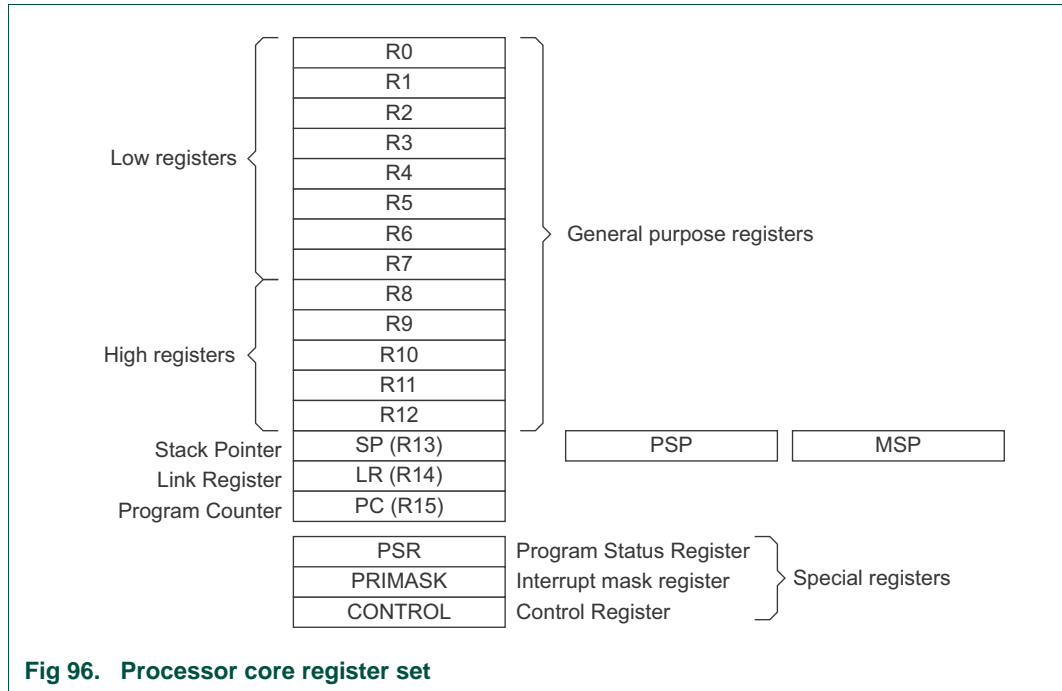 R0
R1
R2
R3
Low registers
R4
R5
R6
General purpose registers
R7
R8
R9
High registers
R10
R11
R12
Stack Pointer SP (R13) PSP MSP
Link Register LR (R14)
Program Counter PC (R15)
PSR Program Status Register
PRIMASK Interrupt mask register Special registers
CONTROL Control Register
Fig 96. Processor core register set